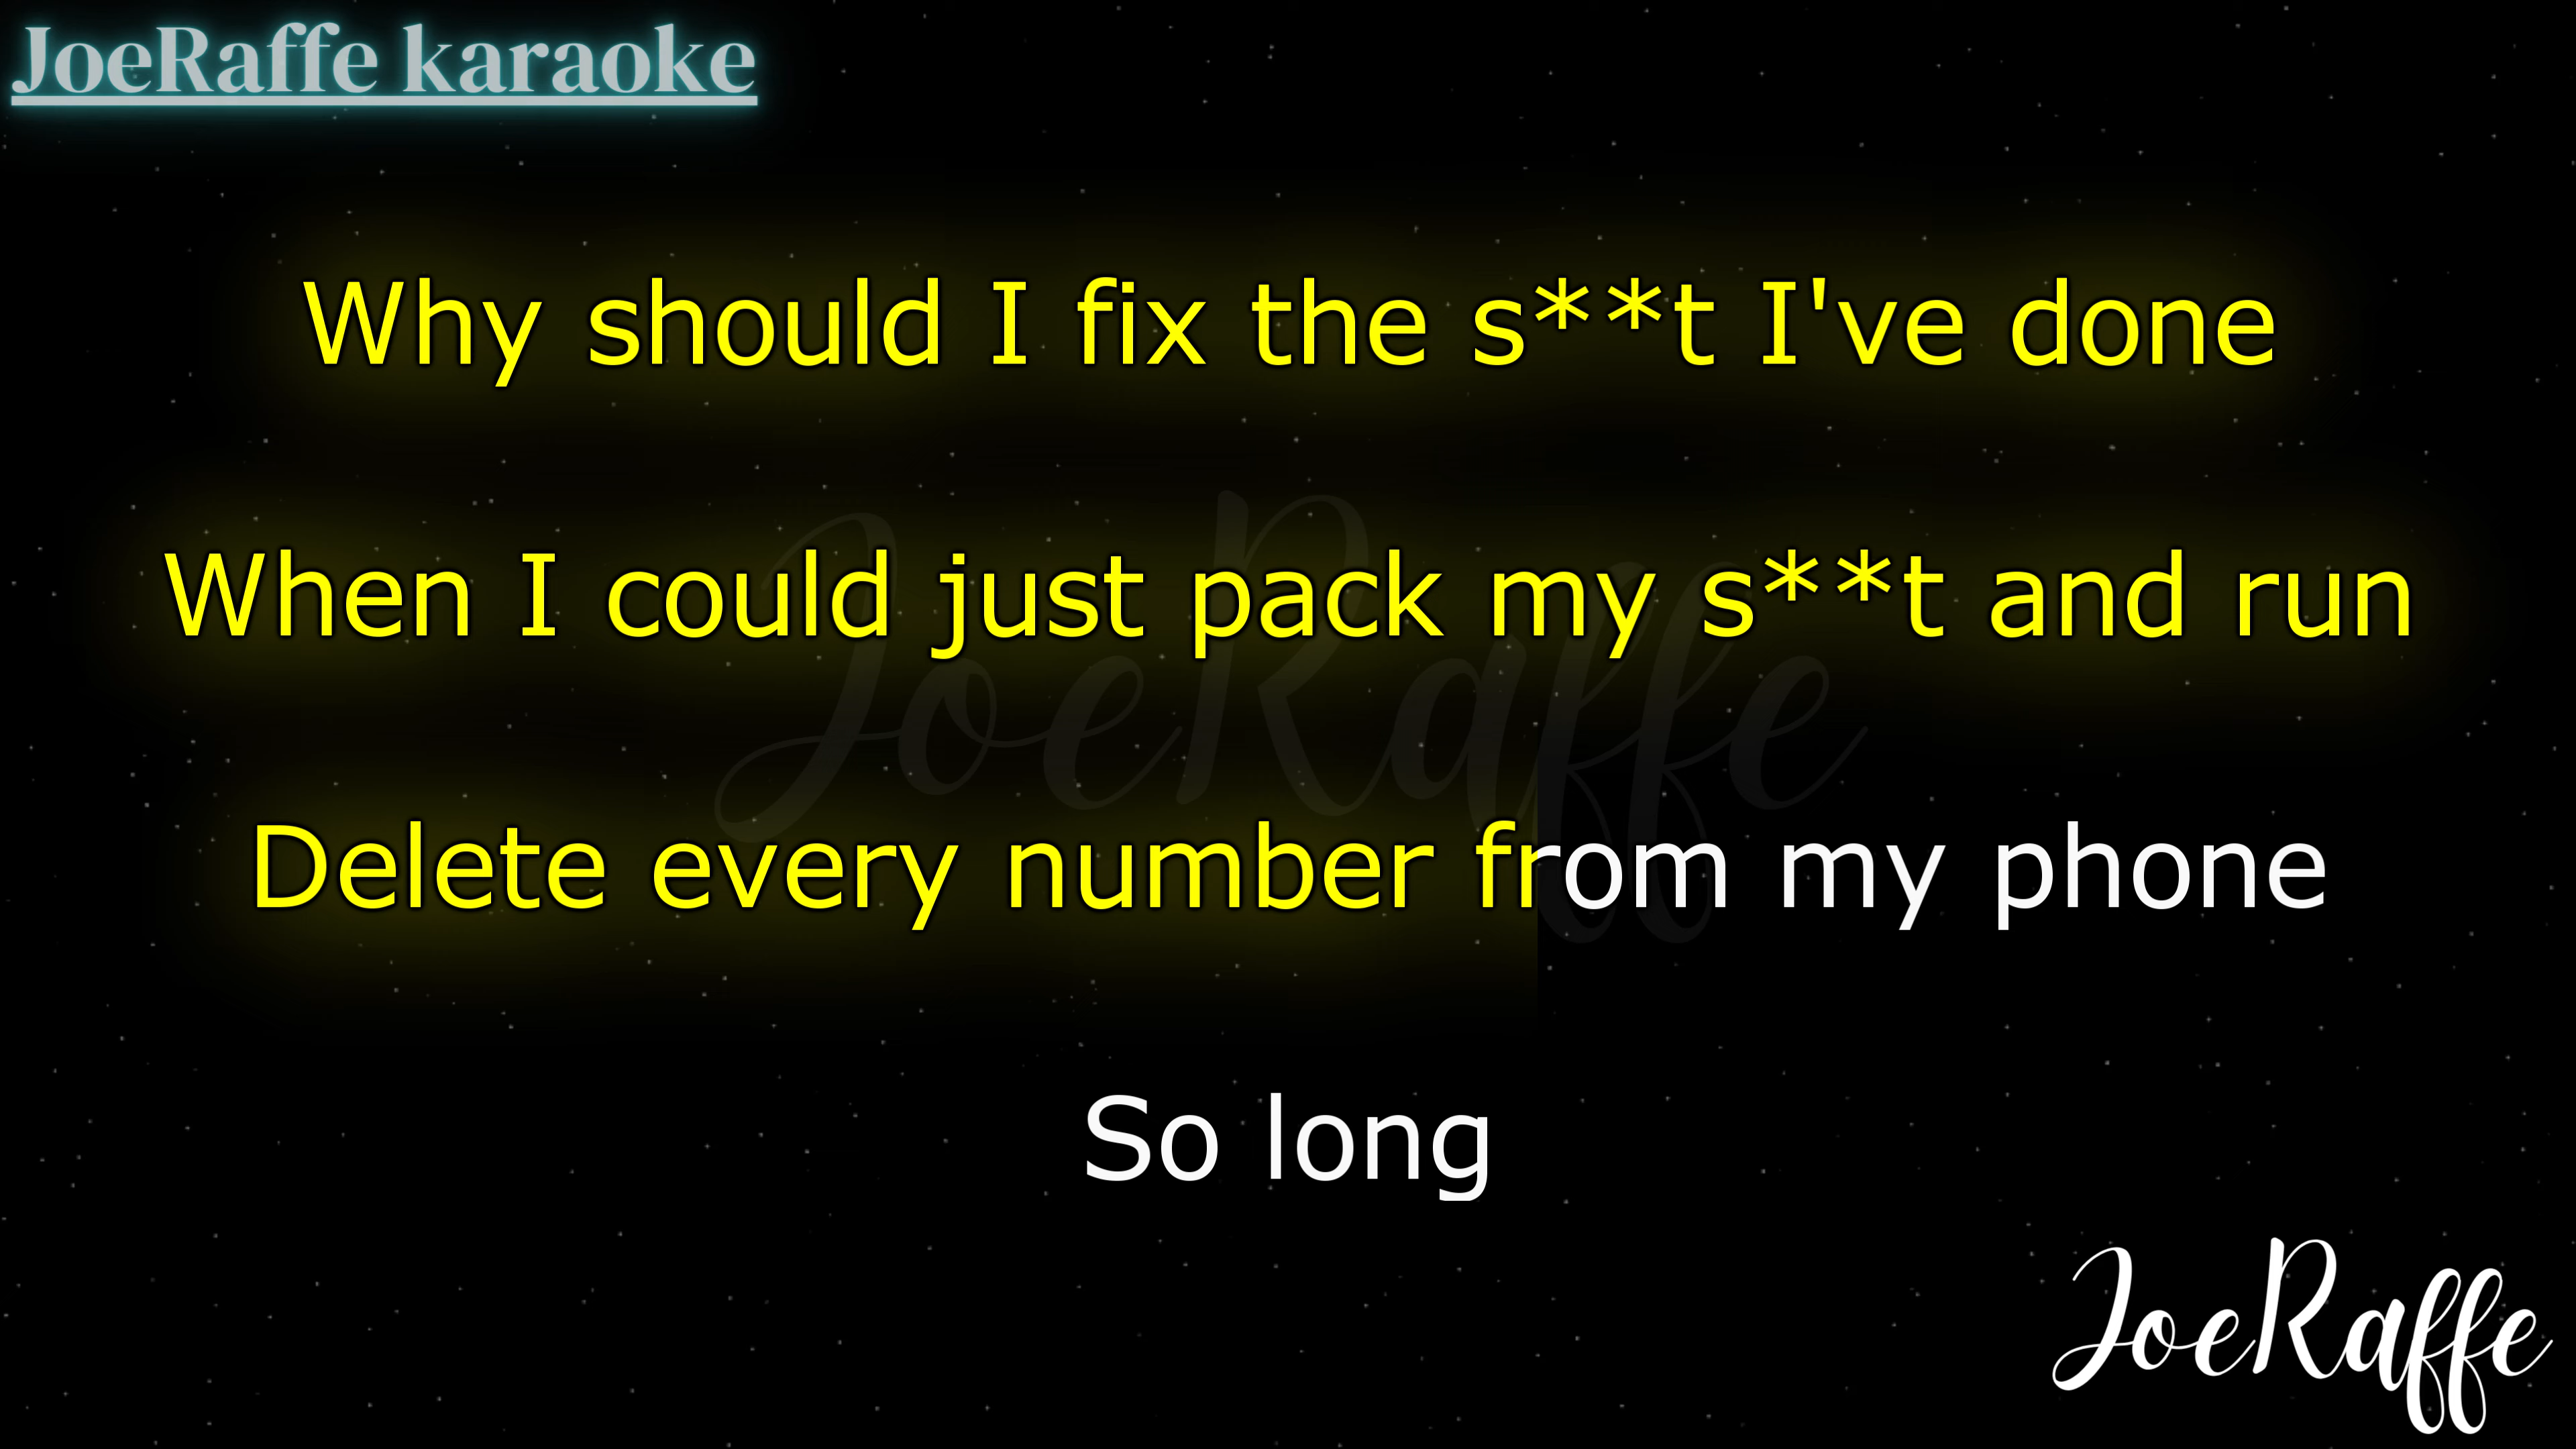 JoeRaffe karaoke
Why should I fix the s**t I've done
When I could just pack my s**t and run
Delete every number from my phone
So long
JoeRaffe
JoeRaffe